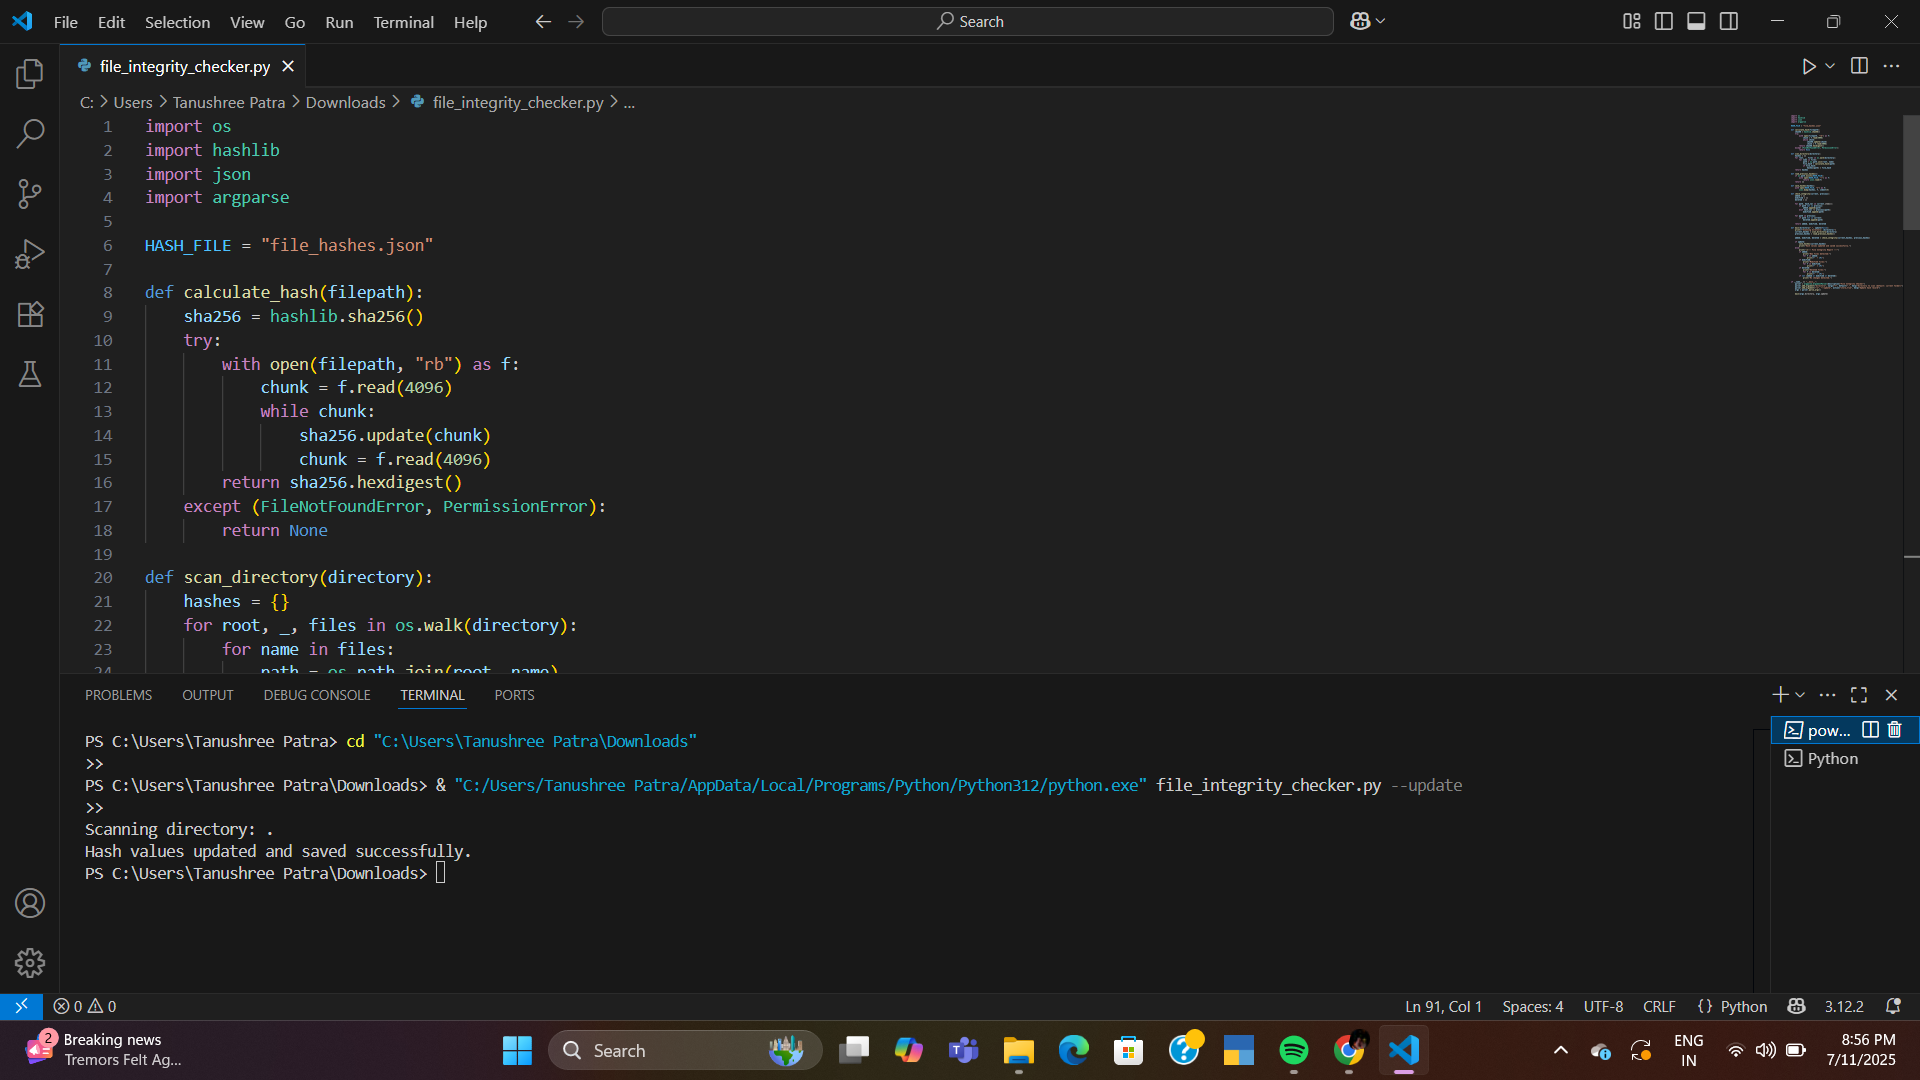 File Edit Selection View Go Run Terminal Help
Search
file_integrity_checker.py
C: > Users > Tanushree Patra > Downloads > file_integrity_checker.py > ...
1 import os
2 import hashlib
3 import json
4 import argparse
5
6 HASH_FILE = "file_hashes.json"
7
8 def calculate_hash(filepath):
9 sha256 = hashlib.sha256()
10 try:
11 with open(filepath, "rb") as f:
12 chunk = f.read(4096)
13 while chunk:
14 sha256.update(chunk)
15 chunk = f.read(4096)
16 return sha256.hexdigest()
17 except (FileNotFoundError, PermissionError):
18 return None
19
20 def scan_directory(directory):
21 hashes = {}
22 for root, _, files in os.walk(directory):
23 for name in files:
24 path = os.path.join(root, name)
PROBLEMS OUTPUT DEBUG CONSOLE TERMINAL PORTS
PS C:\Users\Tanushree Patra> cd "C:\Users\Tanushree Patra\Downloads"
>>
PS C:\Users\Tanushree Patra\Downloads> & "C:/Users/Tanushree Patra/AppData/Local/Programs/Python/Python312/python.exe" file_integrity_checker.py --update
>>
Scanning directory: .
Hash values updated and saved successfully.
PS C:\Users\Tanushree Patra\Downloads>
pow...
Python
0 0
Ln 91, Col 1 Spaces: 4 UTF-8 CRLF {} Python 3.12.2
2
Breaking news
Tremors Felt Ag...
Search
ENG
IN
8:56 PM
7/11/2025